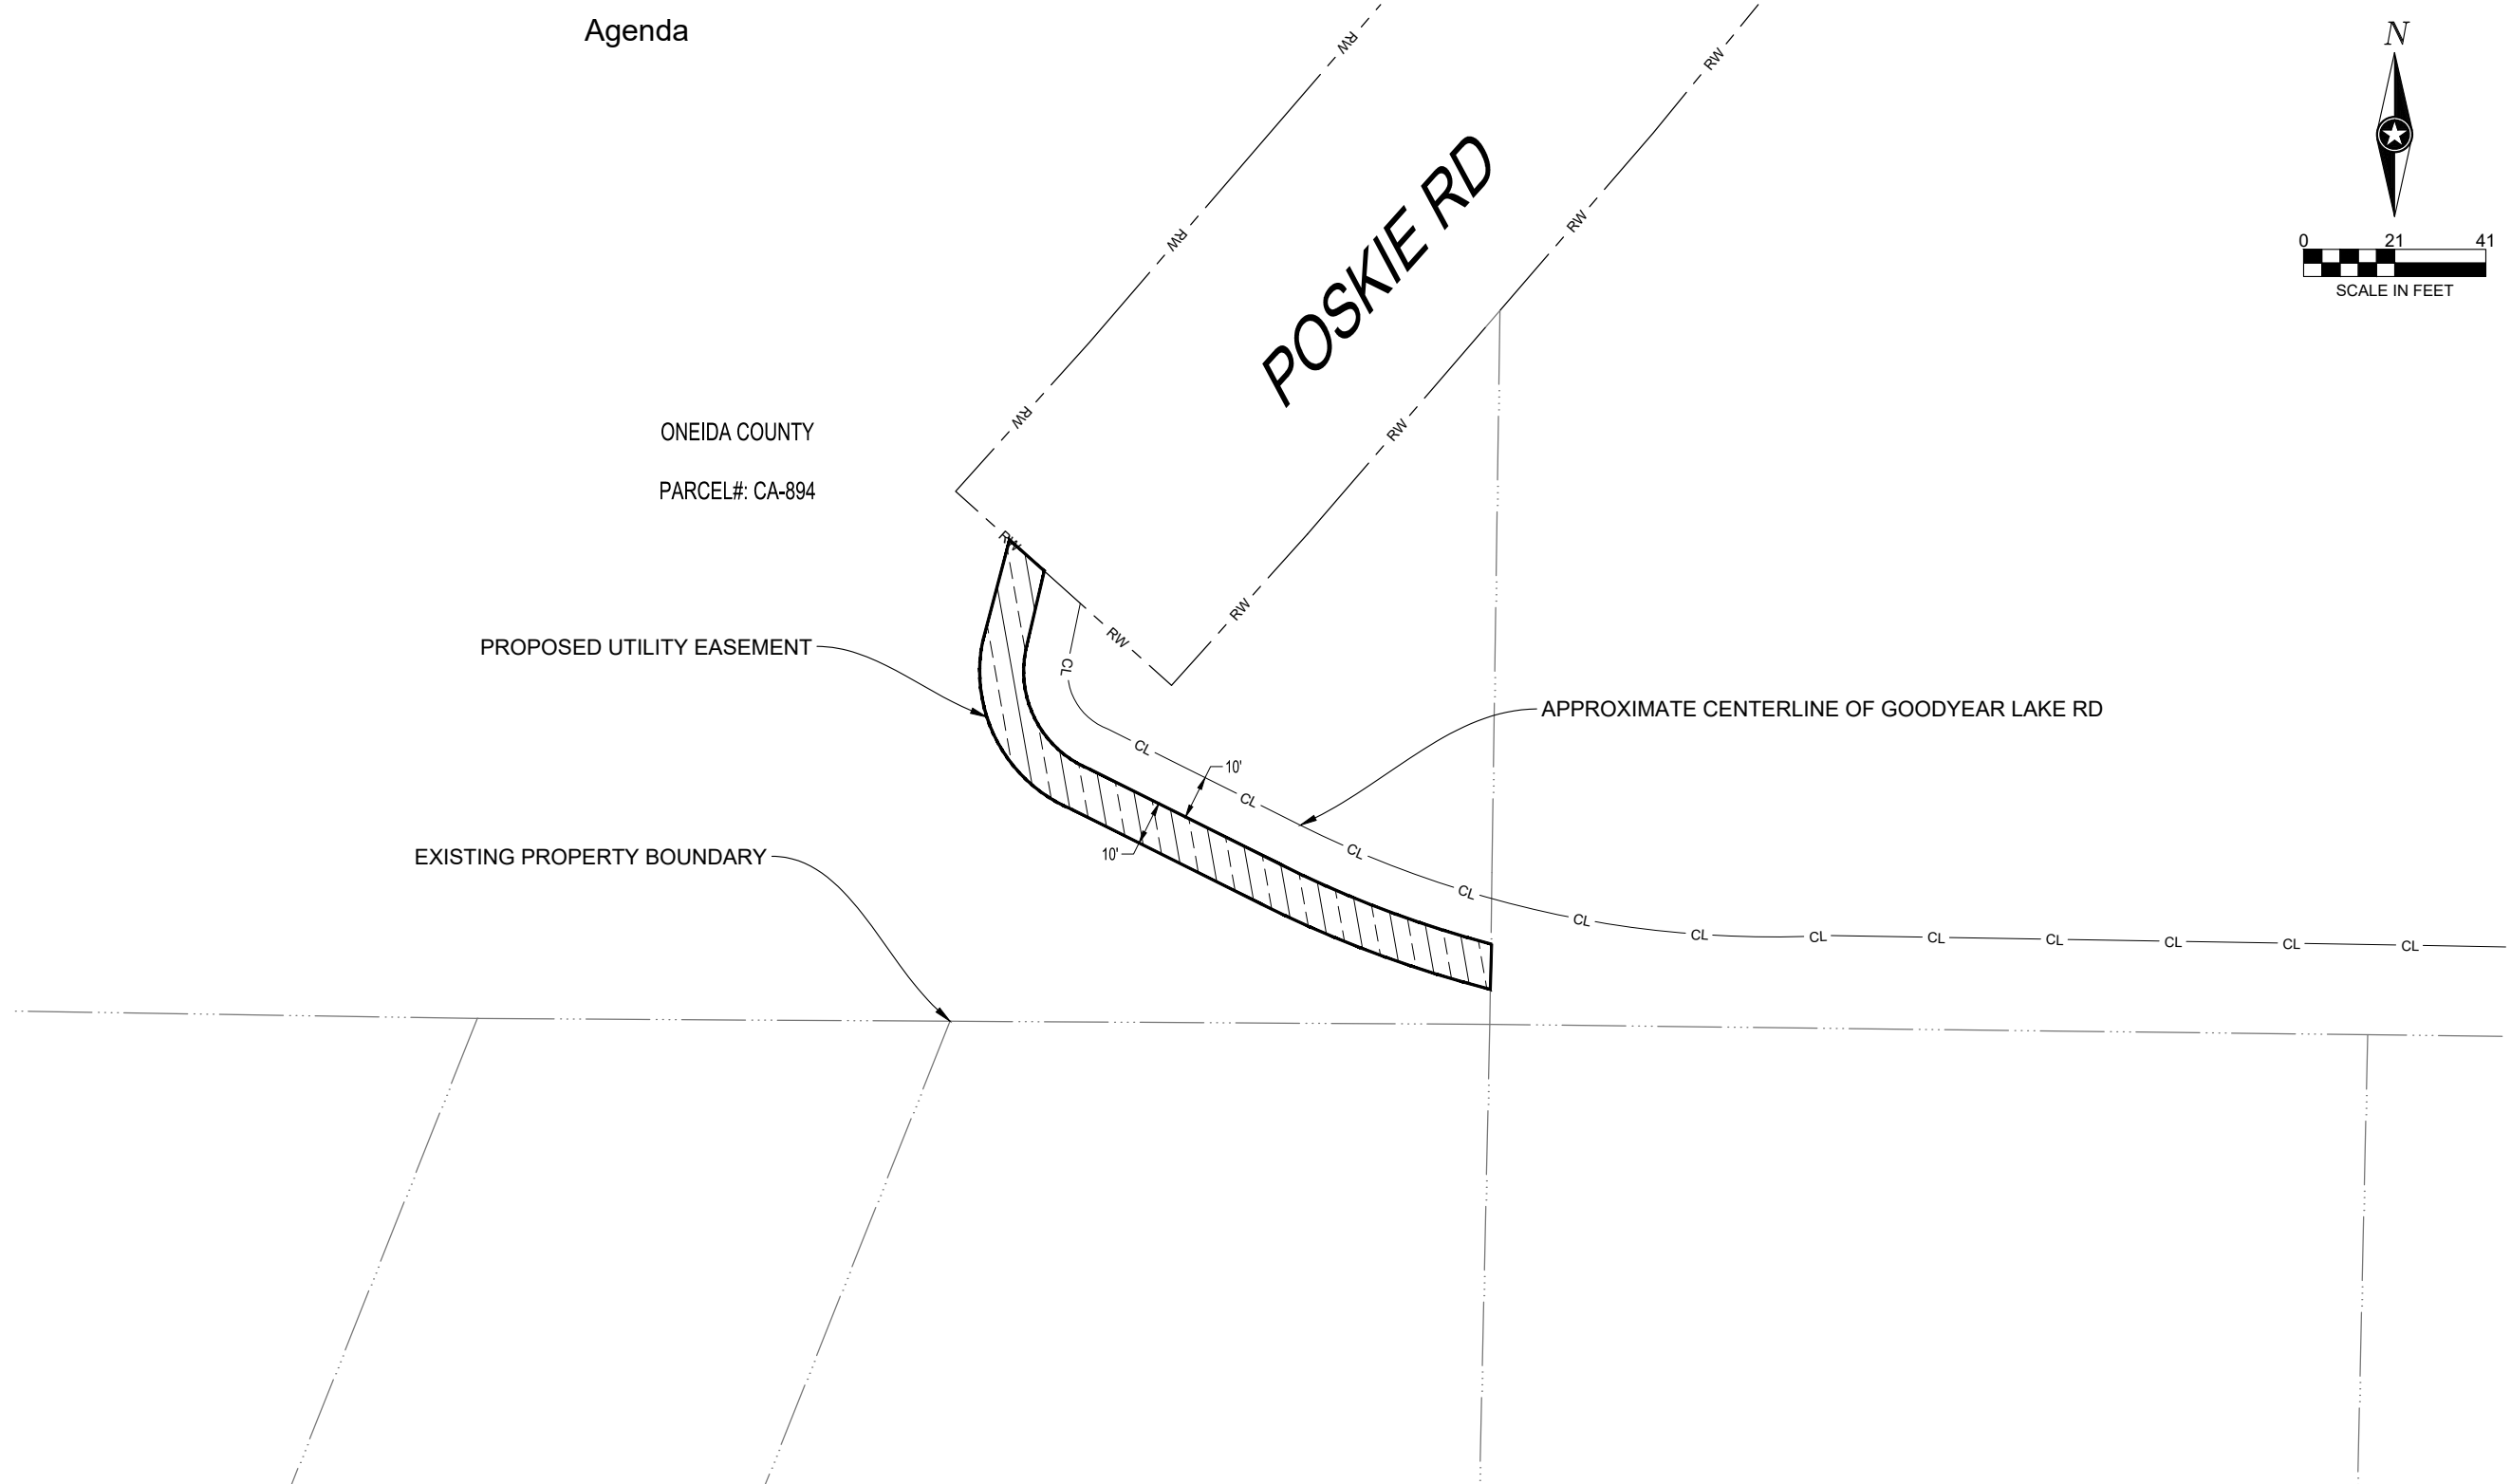 Agenda
N
0 21 41
SCALE IN FEET
RW
RW
RW
RW
POSKIE RD
RW
RW
RW
RW
RW
ONEIDA COUNTY
PARCEL#: CA-894
PROPOSED UTILITY EASEMENT
CL
APPROXIMATE CENTERLINE OF GOODYEAR LAKE RD
CL
10'
CL
EXISTING PROPERTY BOUNDARY
10'
CL
CL
CL
CL
CL
CL
CL
CL
CL
CL